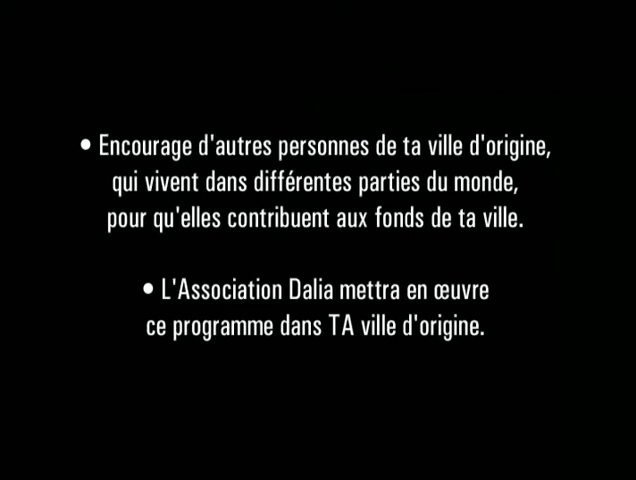 • Encourage d'autres personnes de ta ville d'origine,
qui vivent dans différentes parties du monde,
pour qu'elles contribuent aux fonds de ta ville.
• L'Association Dalia mettra en œuvre
ce programme dans TA ville d'origine.